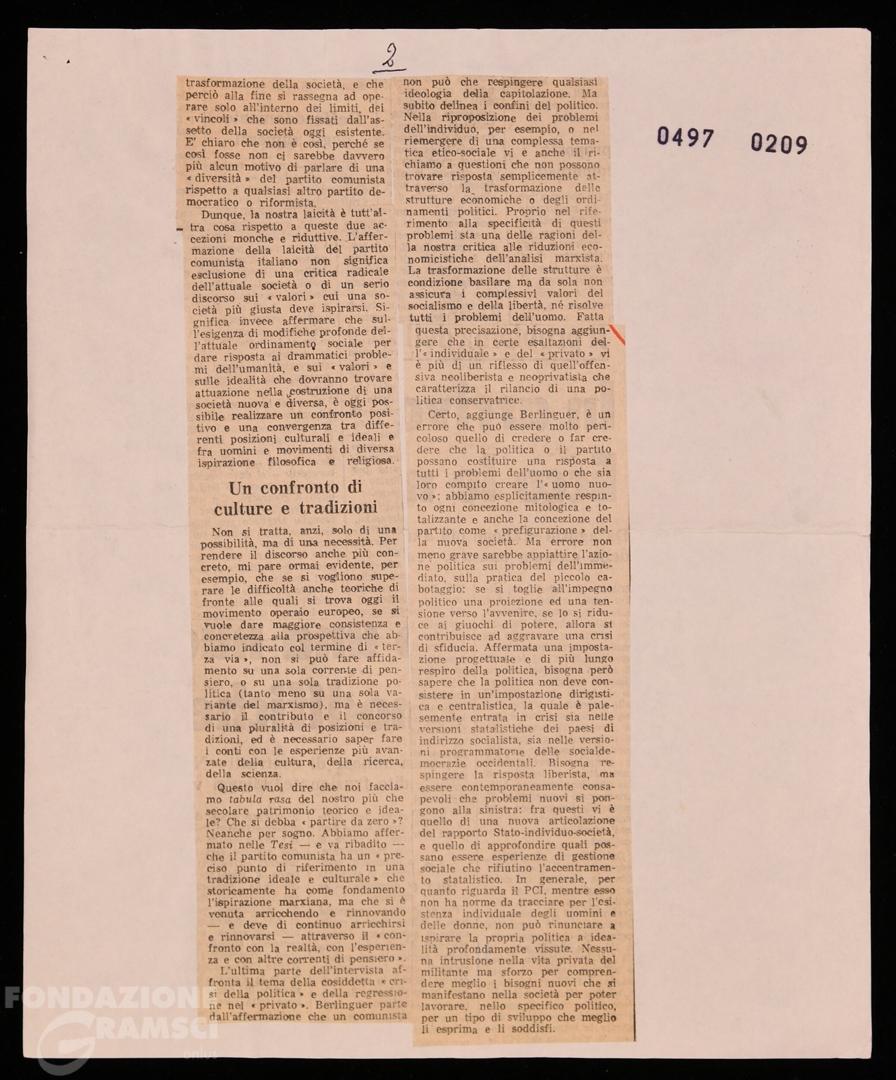 2
0497 0209
trasformazione della società, e che
perciò alla fine si rassegna ad ope-
rare solo all'interno dei limiti, dei
« vincoli » che sono fissati dall'as-
setto della società oggi esistente.
E' chiaro che non è così, perché se
così fosse non ci sarebbe davvero
più alcun motivo di parlare di una
« diversità » del partito comunista
rispetto a qualsiasi altro partito de-
mocratico o riformista.
Dunque, la nostra laicità è tutt'al-
tra cosa rispetto a queste due ac-
cezioni monche e riduttive. L'affer-
mazione della laicità del partito
comunista italiano non significa
esclusione di una critica radicale
dell'attuale società o di un serio
discorso sui « valori » cui una so-
cietà più giusta deve ispirarsi. Si-
gnifica invece affermare che sul-
l'esigenza di modifiche profonde del-
l'attuale ordinamento sociale per
dare risposta ai drammatici proble-
mi dell'umanità, e sui « valori » e
sulle idealità che dovranno trovare
attuazione nella costruzione di una
società nuova e diversa, è oggi pos-
sibile realizzare un confronto posi-
tivo e una convergenza tra diffe-
renti posizioni culturali e ideali e
fra uomini e movimenti di diversa
ispirazione filosofica e religiosa.
Un confronto di
culture e tradizioni
Non si tratta, anzi, solo di una
possibilità, ma di una necessità. Per
rendere il discorso anche più con-
creto, mi pare ormai evidente, per
esempio, che se si vogliono supe-
rare le difficoltà anche teoriche di
fronte alle quali si trova oggi il
movimento operaio europeo, se si
vuole dare maggiore consistenza e
concretezza alla prospettiva che ab-
biamo indicato col termine di « ter-
za via », non si può fare affida-
mento su una sola corrente di pen-
siero, o su una sola tradizione po-
litica (tanto meno su una sola va-
riante del marxismo), ma è neces-
sario il contributo e il concorso
di una pluralità di posizioni e tra-
dizioni, ed è necessario saper fare
i conti con le esperienze più avan-
zate della cultura, della ricerca,
della scienza.
Questo vuol dire che noi faccia-
mo tabula rasa del nostro più che
secolare patrimonio teorico e idea-
le? Che si debba « partire da zero »?
Neanche per sogno. Abbiamo affer-
mato nelle Tesi — e va ribadito —
che il partito comunista ha un « pre-
ciso punto di riferimento in una
tradizione ideale e culturale » che
storicamente ha come fondamento
l'ispirazione marxiana, ma che si è
venuta arricchendo e rinnovando
— e deve di continuo arricchirsi
e rinnovarsi — attraverso il « con-
fronto con la realtà, con l'esperien-
za e con altre correnti di pensiero ».
L'ultima parte dell'intervista af-
fronta il tema della cosiddetta « cri-
si della politica » e della regressio-
ne nel « privato ». Berlinguer parte
dall'affermazione che un comunista
non può che respingere qualsiasi
ideologia della capitolazione. Ma
subito delinea i confini del politico.
Nella riproposizione dei problemi
dell'individuo, per esempio, o nel
riemergere di una complessa tema-
tica etico-sociale vi è anche il ri-
chiamo a questioni che non possono
trovare risposta semplicemente at-
traverso la trasformazione delle
strutture economiche o degli ordi-
namenti politici. Proprio nel rife-
rimento alla specificità di questi
problemi sta una delle ragioni del-
la nostra critica alle riduzioni eco-
nomicistiche dell'analisi marxista.
La trasformazione delle strutture è
condizione basilare ma da sola non
assicura i complessivi valori del
socialismo e della libertà, né risolve
tutti i problemi dell'uomo. Fatta
questa precisazione, bisogna aggiun-
gere che in certe esaltazioni del-
l'« individuale » e del « privato » vi
è più di un riflesso di quell'offen-
siva neoliberista e neoprivatista che
caratterizza il rilancio di una po-
litica conservatrice.
Certo, aggiunge Berlinguer, è un
errore che può essere molto peri-
coloso quello di credere o far cre-
dere che la politica o il partito
possano costituire una risposta a
tutti i problemi dell'uomo o che sia
loro compito creare l'« uomo nuo-
vo »: abbiamo esplicitamente respin-
to ogni concezione mitologica e to-
talizzante e anche la concezione del
partito come « prefigurazione » del-
la nuova società. Ma errore non
meno grave sarebbe appiattire l'azio-
ne politica sui problemi dell'imme-
diato, sulla pratica del piccolo ca-
botaggio: se si toglie all'impegno
politico una proiezione ed una ten-
sione verso l'avvenire, se lo si ridu-
ce ai giuochi di potere, allora si
contribuisce ad aggravare una crisi
di sfiducia. Affermata una imposta-
zione progettuale e di più lungo
respiro della politica, bisogna però
sapere che la politica non deve con-
sistere in un'impostazione dirigisti-
ca e centralistica, la quale è pale-
semente entrata in crisi sia nelle
versioni statalistiche dei paesi di
indirizzo socialista, sia nelle versio-
ni programmatorie delle socialde-
mocrazie occidentali. Bisogna re-
spingere la risposta liberista, ma
essere contemporaneamente consa-
pevoli che problemi nuovi si pon-
gono alla sinistra: fra questi vi è
quello di una nuova articolazione
del rapporto Stato-individuo-società,
e quello di approfondire quali pos-
sano essere esperienze di gestione
sociale che rifiutino l'accentramen-
to statalistico. In generale, per
quanto riguarda il PCI, mentre esso
non ha norme da tracciare per l'esi-
stenza individuale degli uomini e
delle donne, non può rinunciare a
ispirare la propria politica a idea-
lità profondamente vissute. Nessu-
na intrusione nella vita privata del
militante ma sforzo per compren-
dere meglio i bisogni nuovi che si
manifestano nella società per poter
lavorare, nello specifico politico,
per un tipo di sviluppo che meglio
li esprima e li soddisfi.
FONDAZIONE
GRAMSCI
onlus